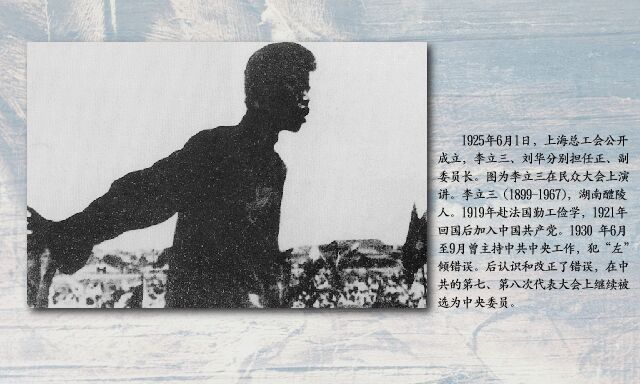 1925年6月1日，上海总工会公开
成立，李立三、刘华分别担任正、副
委员长。图为李立三在民众大会上演
讲。李立三（1899-1967），湖南醴陵
人。1919年赴法国勤工俭学，1921年
回国后加入中国共产党。1930 年6月
至9月曾主持中共中央工作，犯“左”
倾错误。后认识和改正了错误，在中
共的第七、第八次代表大会上继续被
选为中央委员。